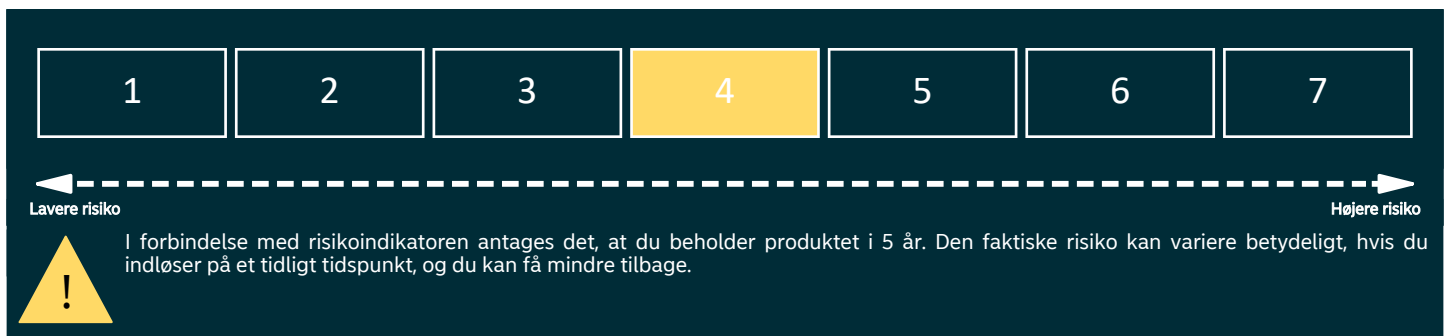 1 2 3 4 5 6 7
Lavere risiko Højere risiko
I forbindelse med risikoindikatoren antages det, at du beholder produktet i 5 år. Den faktiske risiko kan variere betydeligt, hvis du
indløser på et tidligt tidspunkt, og du kan få mindre tilbage.
!